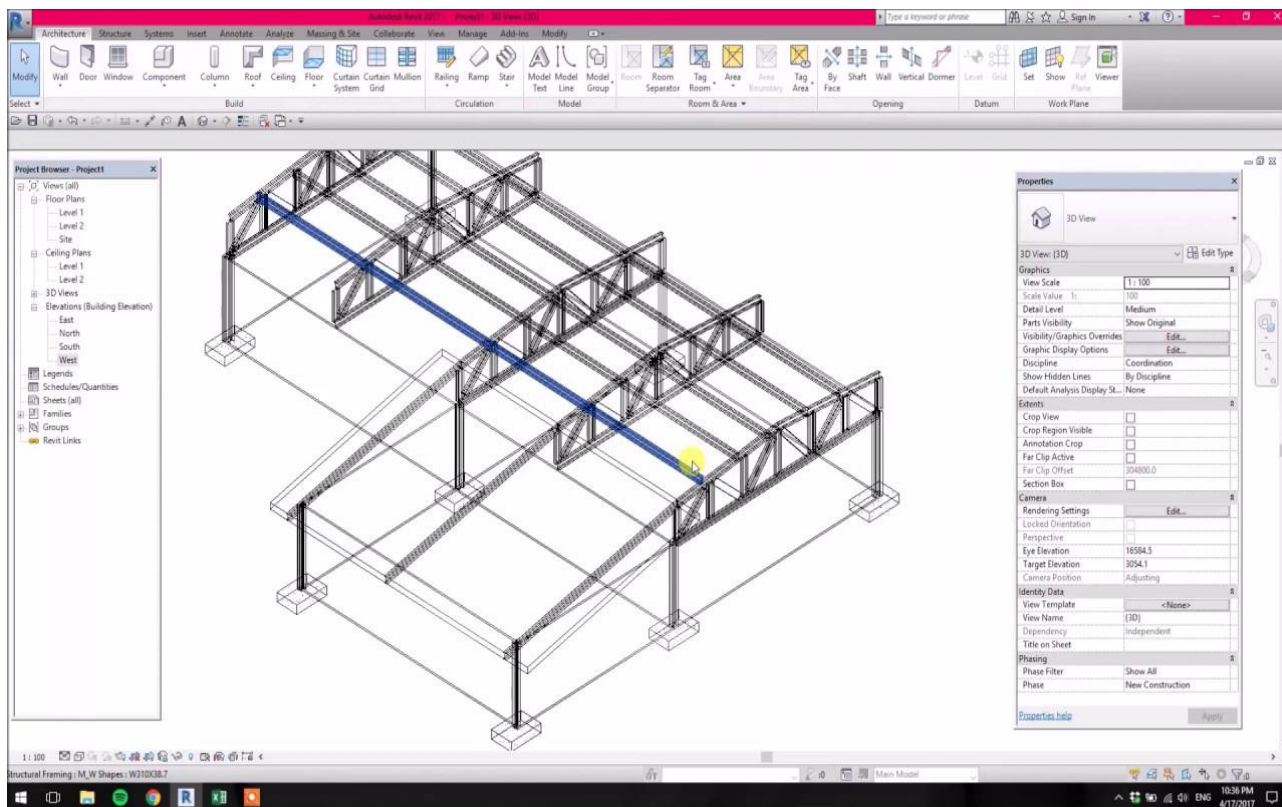 Autodesk Revit 2017 - Project1 - 3D View: {3D}
Type a keyword or phrase
Sign In
Architecture Structure Systems Insert Annotate Analyze Massing & Site Collaborate View Manage Add-Ins Modify
Modify Wall Door Window Component Column Roof Ceiling Floor Curtain System Curtain Grid Mullion Railing Ramp Stair Model Text Model Line Model Group Room Room Separator Tag Room Area Area Boundary Tag Area By Face Shaft Wall Vertical Dormer Level Grid Set Show Ref Plane Viewer
Select Build Circulation Model Room & Area Opening Datum Work Plane
Project Browser - Project1
Views (all)
Floor Plans
Level 1
Level 2
Site
Ceiling Plans
Level 1
Level 2
3D Views
Elevations (Building Elevation)
East
North
South
West
Legends
Schedules/Quantities
Sheets (all)
Families
Groups
Revit Links
Properties
3D View
3D View: {3D} Edit Type
Graphics
View Scale 1 : 100
Scale Value 1: 100
Detail Level Medium
Parts Visibility Show Original
Visibility/Graphics Overrides Edit...
Graphic Display Options Edit...
Discipline Coordination
Show Hidden Lines By Discipline
Default Analysis Display St... None
Extents
Crop View
Crop Region Visible
Annotation Crop
Far Clip Active
Far Clip Offset 304800.0
Section Box
Camera
Rendering Settings Edit...
Locked Orientation
Perspective
Eye Elevation 16584.5
Target Elevation 3054.1
Camera Position Adjusting
Identity Data
View Template <None>
View Name {3D}
Dependency Independent
Title on Sheet
Phasing
Phase Filter Show All
Phase New Construction
Properties help Apply
1 : 100
Structural Framing : M_W Shapes : W310X38.7
:0 Main Model
:0
ENG
10:36 PM
4/17/2017